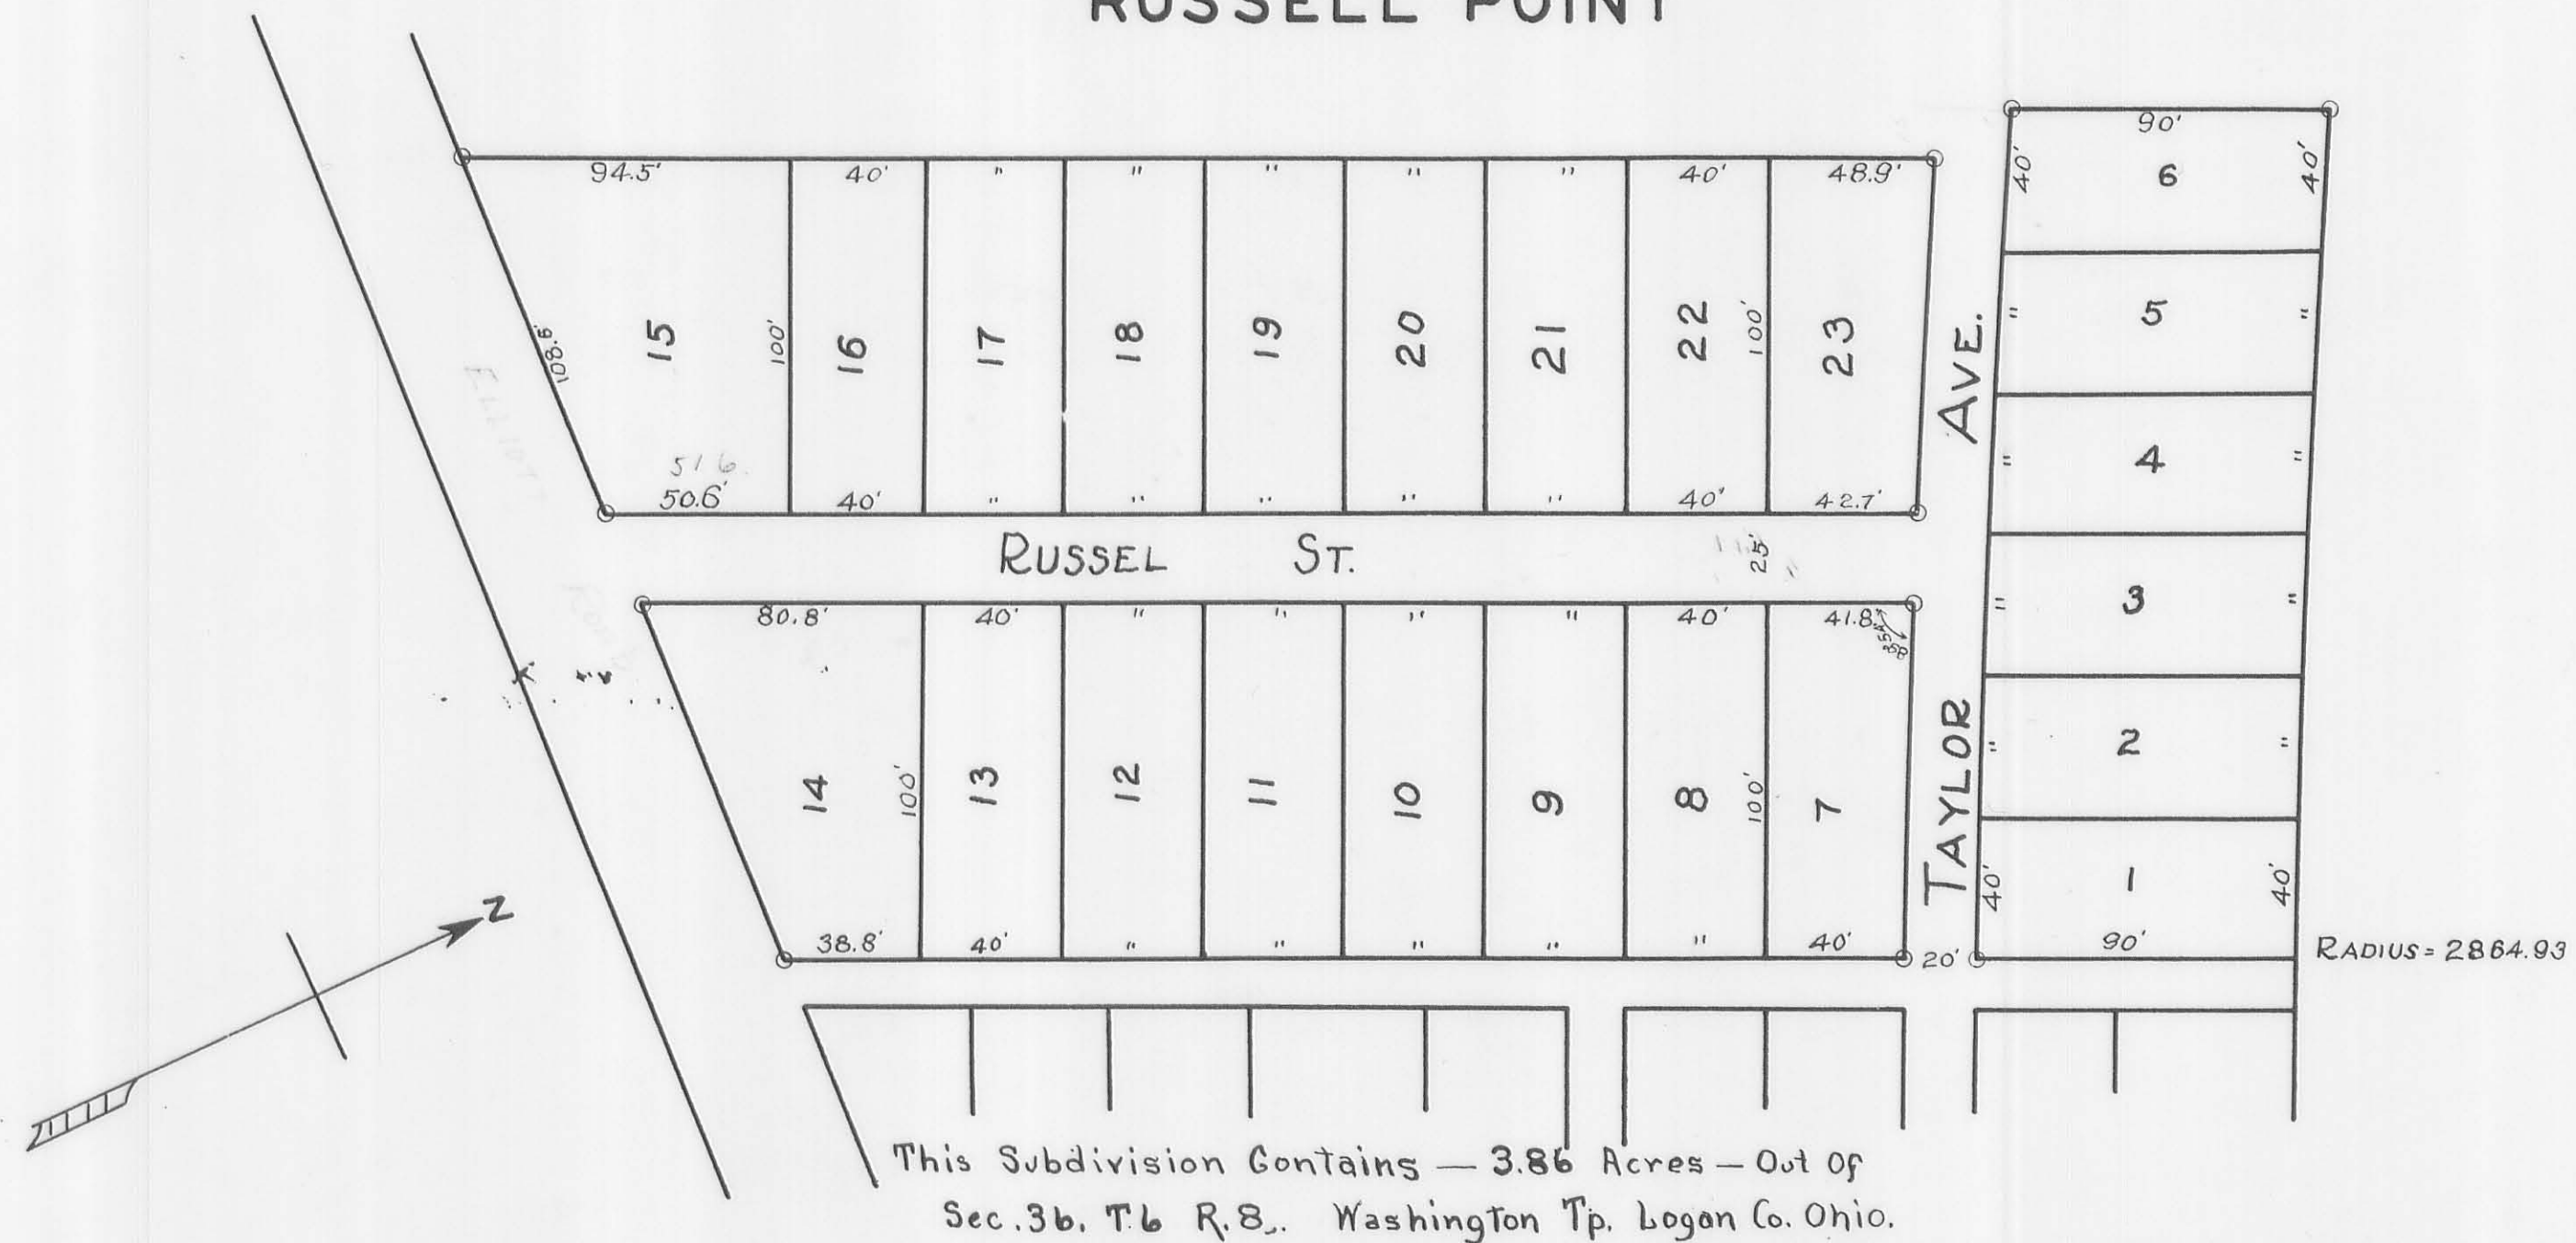 RUSSELL POINT
90'
40' 6 40'
94.5' 40' " " " " " 40' 48.9'
" 5 "
108.5' 15 100' 16 17 18 19 20 21 22 100' 23
" 4 "
51 6
50.6' 40' " " " " " 40' 42.7'
RUSSEL ST. 25'
AVE.
" 3 "
80.8' 40' " " " " 40' 41.8'
" 2 "
14 100' 13 12 11 10 9 8 100' 7
TAYLOR
40' 1 40'
38.8' 40' " " " " " 40' 20' 90'
RADIUS = 2864.93
N
This Subdivision Contains — 3.86 Acres — Out Of
Sec. 36. T.6 R.8.. Washington Tp. Logan Co. Ohio.